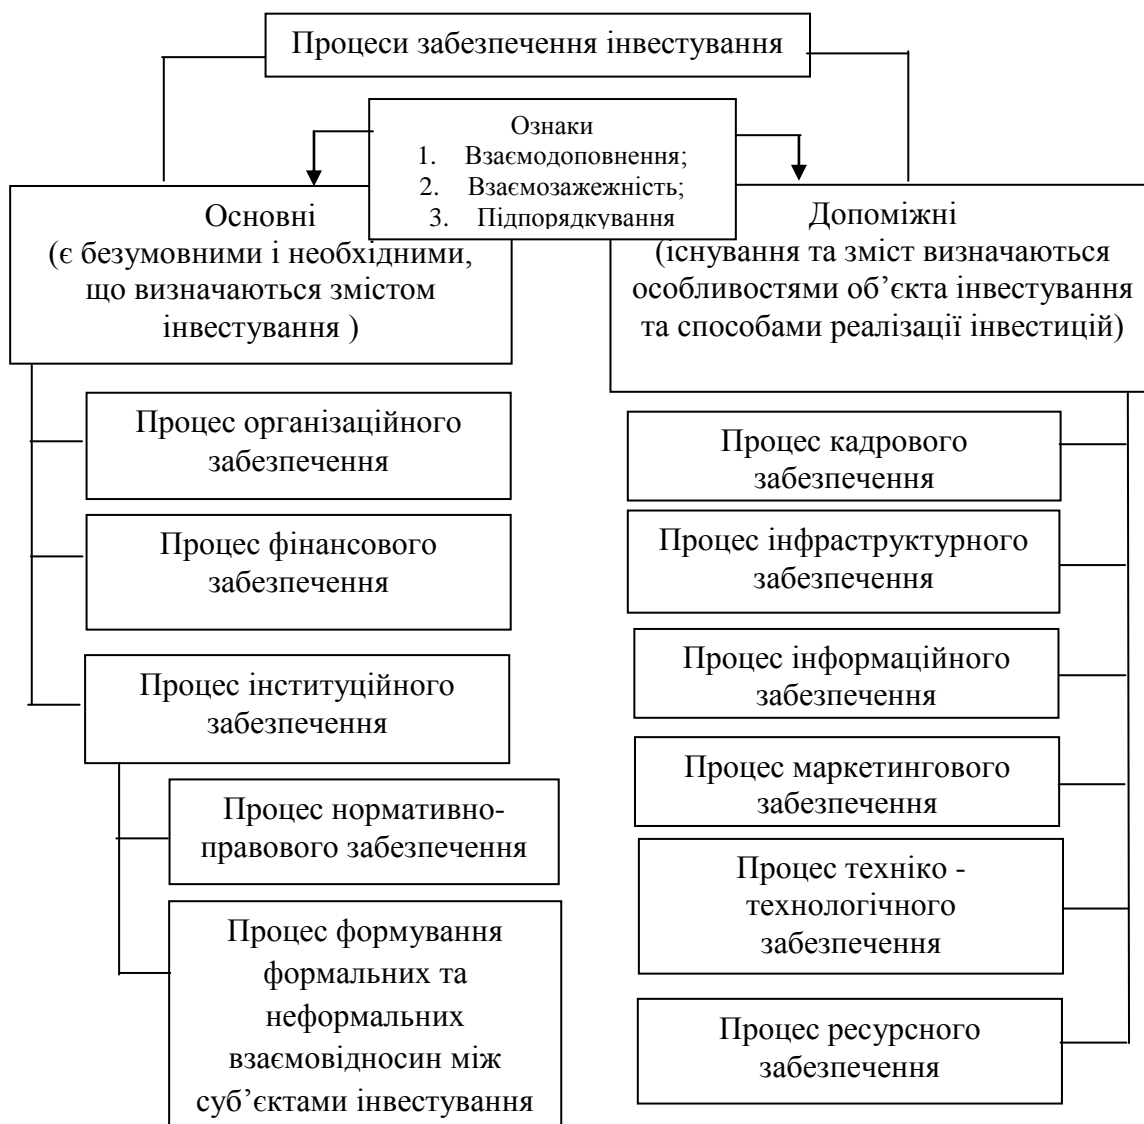 Процеси забезпечення інвестування
Ознаки
1. Взаємодоповнення;
2. Взаємозажежність;
3. Підпорядкування
Основні
(є безумовними і необхідними,
що визначаються змістом
інвестування )
Допоміжні
(існування та зміст визначаються
особливостями об’єкта інвестування
та способами реалізації інвестицій)
Процес організаційного
забезпечення
Процес фінансового
забезпечення
Процес інституційного
забезпечення
Процес нормативно-
правового забезпечення
Процес формування
формальних та
неформальних
взаємовідносин між
суб’єктами інвестування
Процес кадрового
забезпечення
Процес інфраструктурного
забезпечення
Процес інформаційного
забезпечення
Процес маркетингового
забезпечення
Процес техніко -
технологічного
забезпечення
Процес ресурсного
забезпечення